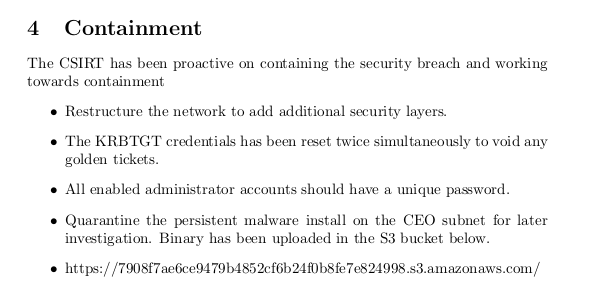 4 Containment
The CSIRT has been proactive on containing the security breach and working
towards containment
• Restructure the network to add additional security layers.
• The KRBTGT credentials has been reset twice simultaneously to void any
golden tickets.
• All enabled administrator accounts should have a unique password.
• Quarantine the persistent malware install on the CEO subnet for later
investigation. Binary has been uploaded in the S3 bucket below.
• https://7908f7ae6ce9479b4852cf6b24f0b8fe7e824998.s3.amazonaws.com/